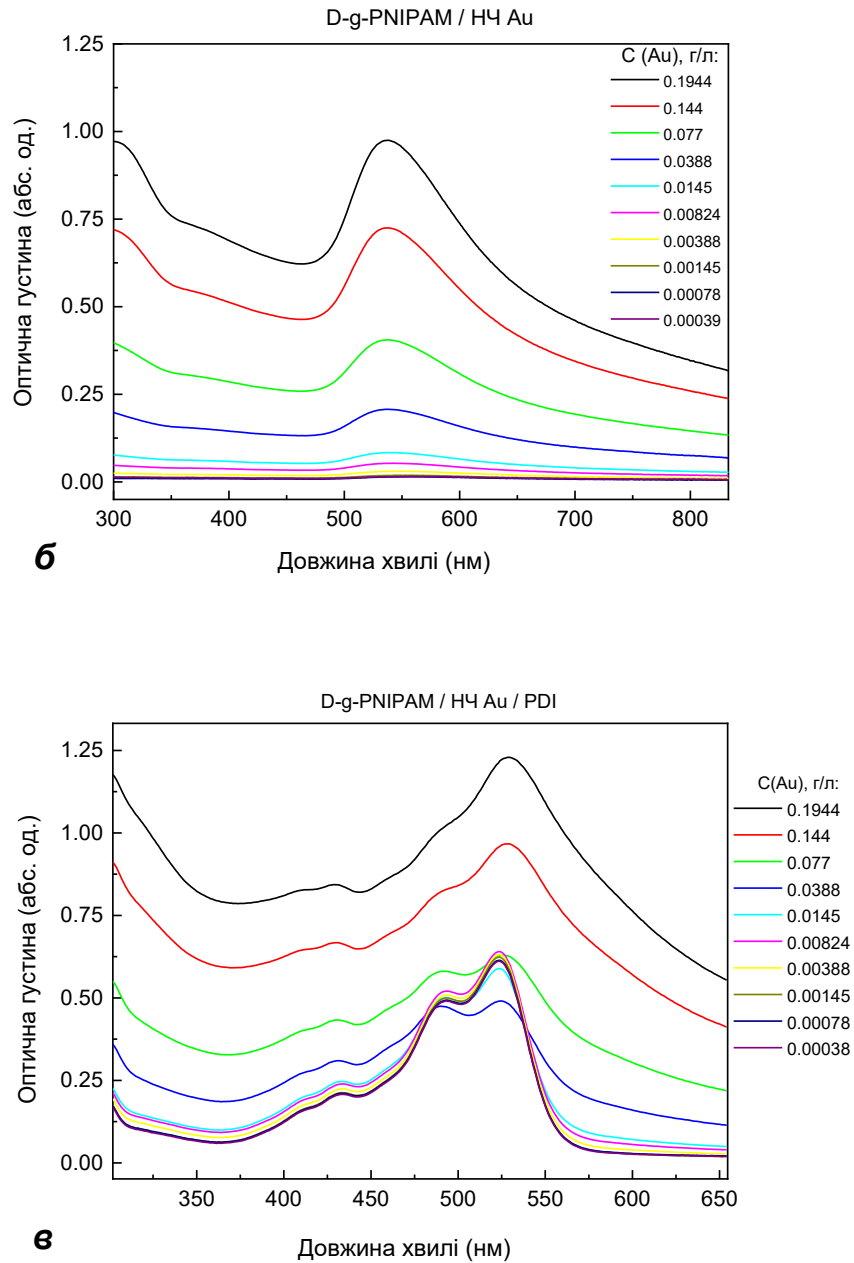 D-g-PNIPAM / НЧ Au
C (Au), г/л:
0.1944
0.144
0.077
0.0388
0.0145
0.00824
0.00388
0.00145
0.00078
0.00039
1.25
1.00
0.75
0.50
0.25
0.00
Оптична густина (абс. од.)
300 400 500 600 700 800
Довжина хвилі (нм)
б
D-g-PNIPAM / НЧ Au / PDI
C(Au), г/л:
0.1944
0.144
0.077
0.0388
0.0145
0.00824
0.00388
0.00145
0.00078
0.00038
1.25
1.00
0.75
0.50
0.25
0.00
Оптична густина (абс. од.)
350 400 450 500 550 600 650
Довжина хвилі (нм)
в